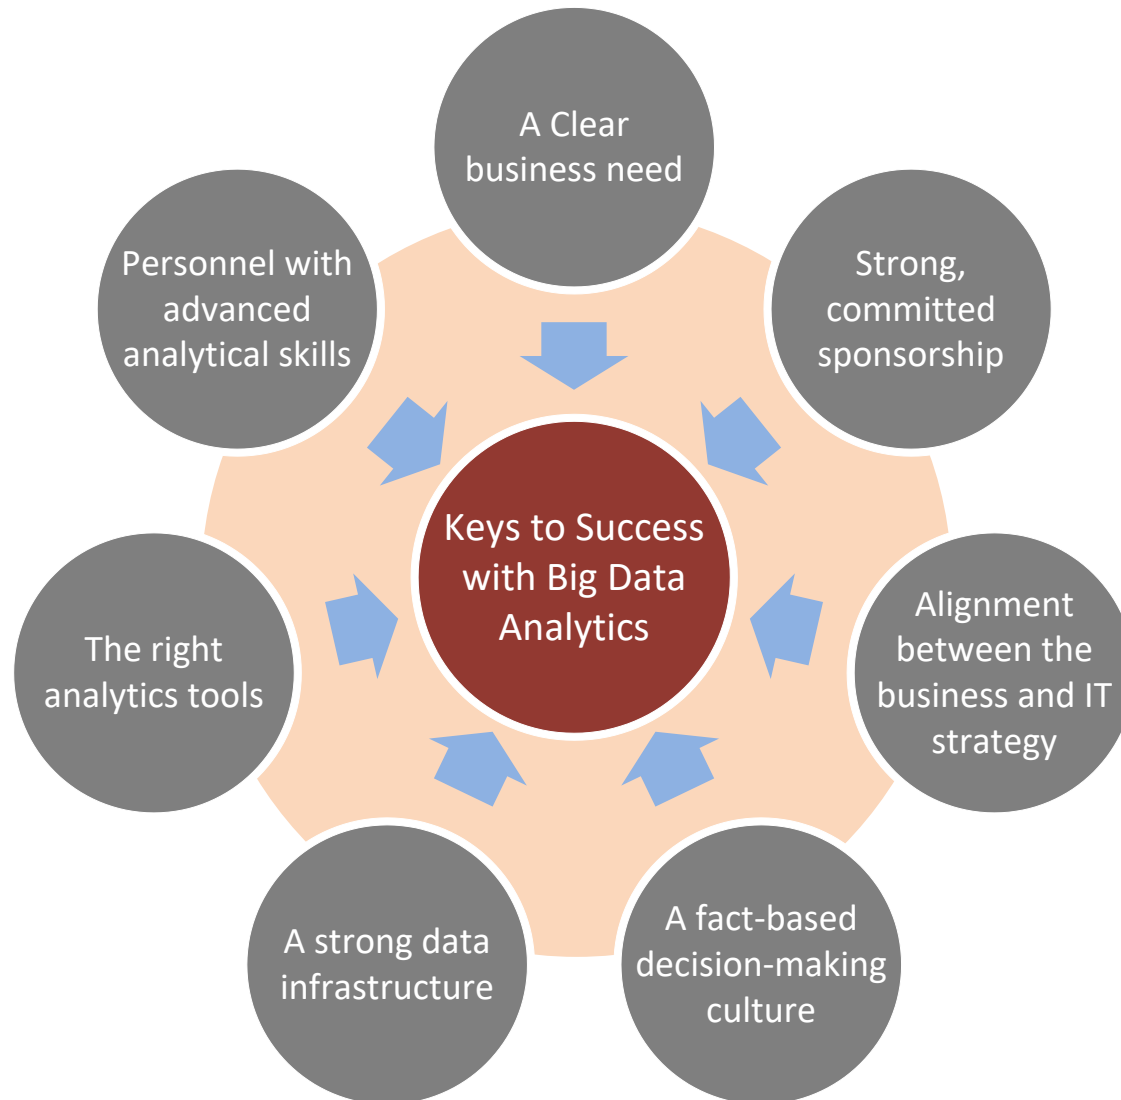 A Clear
business need
Strong,
committed
sponsorship
Alignment
between the
business and IT
strategy
A fact-based
decision-making
culture
A strong data
infrastructure
The right
analytics tools
Personnel with
advanced
analytical skills
Keys to Success
with Big Data
Analytics